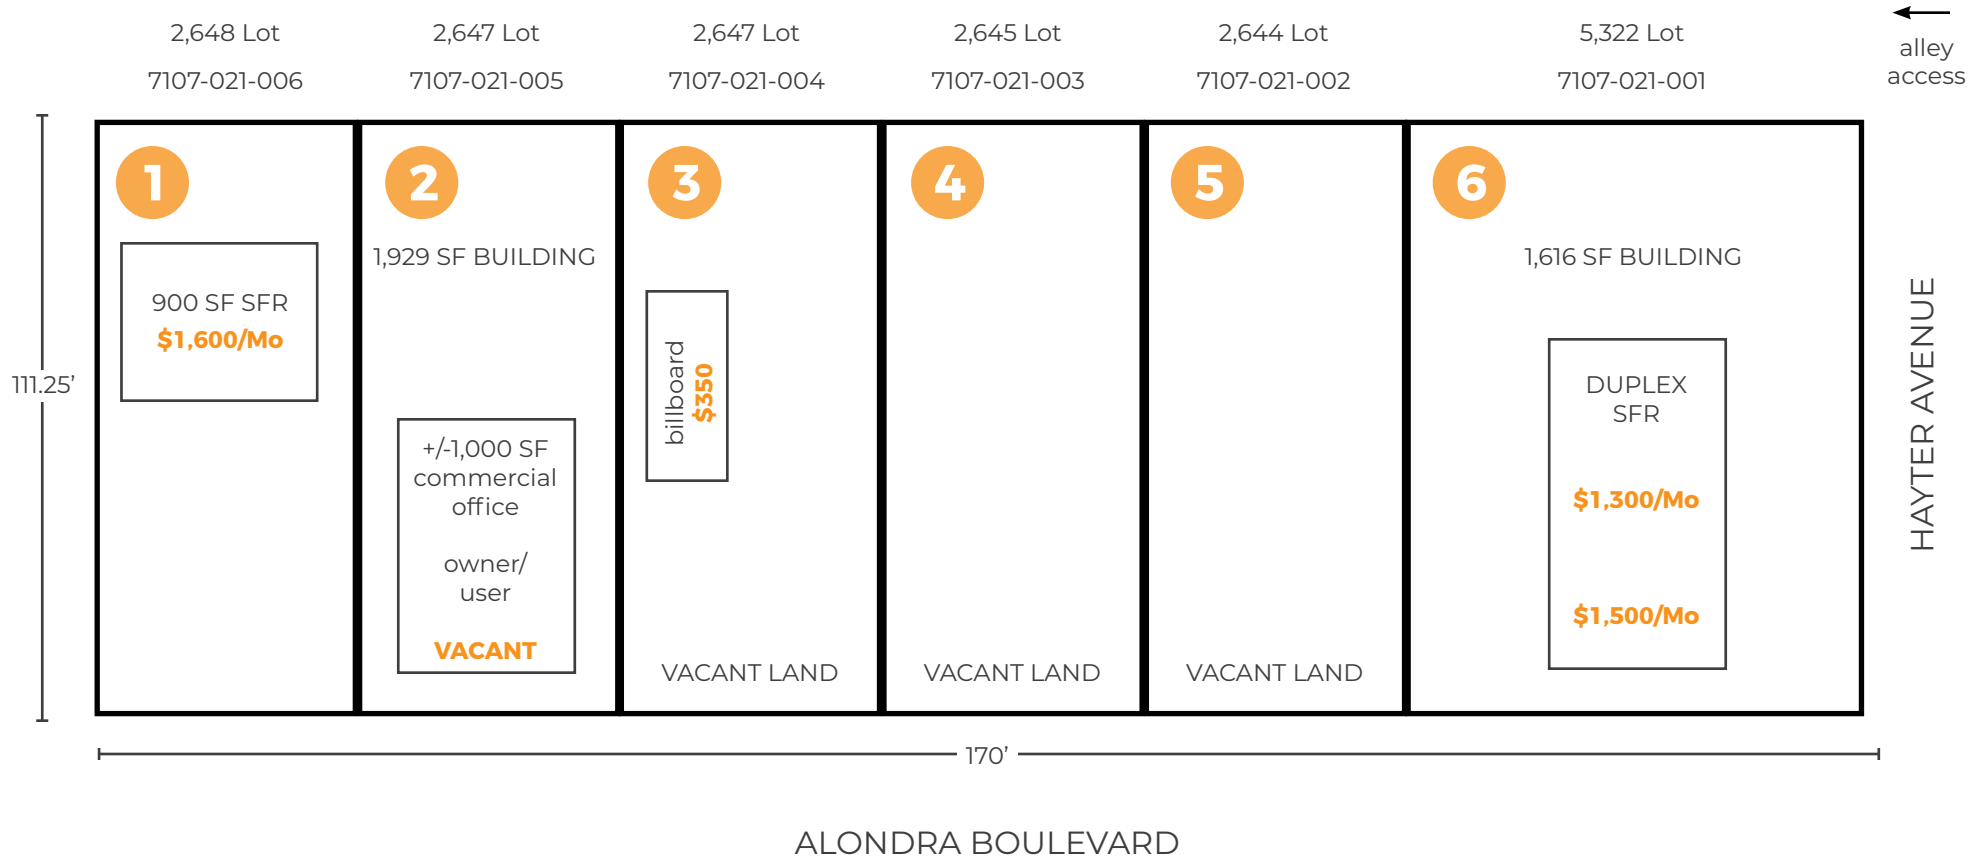 2,648 Lot
7107-021-006
2,647 Lot
7107-021-005
2,647 Lot
7107-021-004
2,645 Lot
7107-021-003
2,644 Lot
7107-021-002
5,322 Lot
7107-021-001
alley
access
111.25’
1
900 SF SFR
$1,600/Mo
2
1,929 SF BUILDING
+/-1,000 SF
commercial
office
owner/
user
VACANT
3
billboard
$350
VACANT LAND
4
VACANT LAND
5
VACANT LAND
6
1,616 SF BUILDING
DUPLEX
SFR
$1,300/Mo
$1,500/Mo
HAYTER AVENUE
170’
ALONDRA BOULEVARD